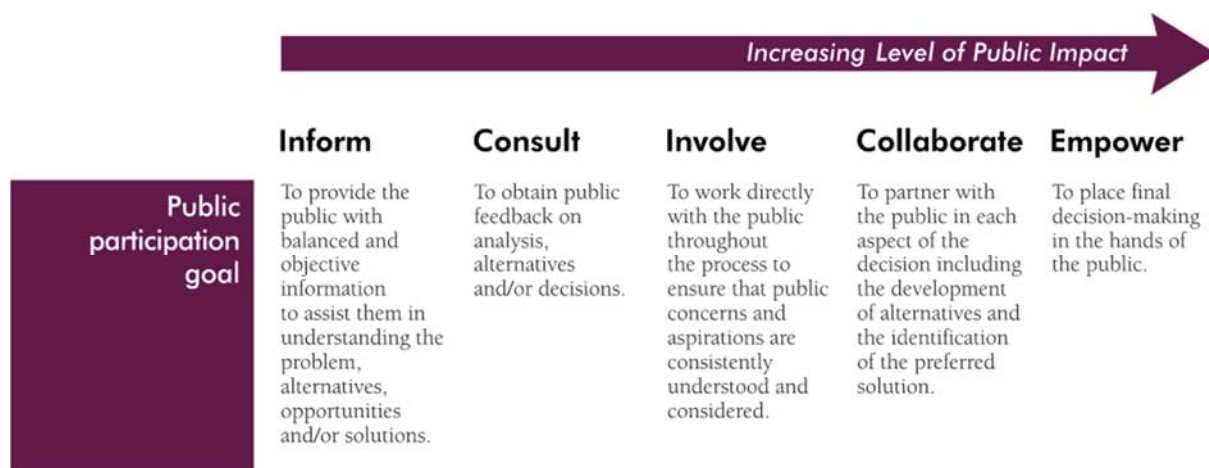 Increasing Level of Public Impact
Inform
Consult
Involve
Collaborate
Empower
Public
participation
goal
To provide the
public with
balanced and
objective
information
to assist them in
understanding the
problem,
alternatives,
opportunities
and/or solutions.
To obtain public
feedback on
analysis,
alternatives
and/or decisions.
To work directly
with the public
throughout
the process to
ensure that public
concerns and
aspirations are
consistently
understood and
considered.
To partner with
the public in each
aspect of the
decision including
the development
of alternatives and
the identification
of the preferred
solution.
To place final
decision-making
in the hands of
the public.